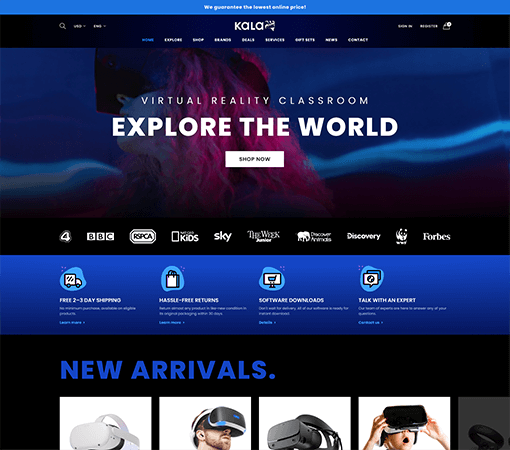 We guarantee the lowest online price!
USD ENG
KALA
SIGN IN REGISTER
0
HOME EXPLORE SHOP BRANDS DEALS SERVICES GIFT SETS NEWS CONTACT
VIRTUAL REALITY CLASSROOM
EXPLORE THE WORLD
SHOP NOW
4 BBC RSPCA KiDS sky THE WEEK Junior Discover Animals Discovery WWF Forbes
FREE 2-3 DAY SHIPPING
No minimum purchase, available on eligible
products
Learn more >
HASSLE-FREE RETURNS
Return almost any product in like-new condition in
its original packaging within 30 days.
Learn more >
SOFTWARE DOWNLOADS
Don't wait for delivery. All of our software is ready for
instant download.
Details >
TALK WITH AN EXPERT
Our team of experts are here to answer any of your
questions.
Contact us >
NEW ARRIVALS.